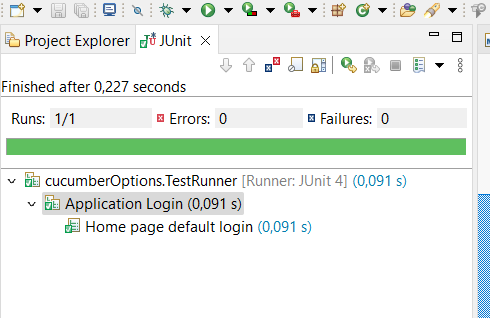 Project Explorer JUnit
Finished after 0,227 seconds
Runs: 1/1 Errors: 0 Failures: 0
cucumberOptions.TestRunner [Runner: JUnit 4] (0,091 s)
Application Login (0,091 s)
Home page default login (0,091 s)